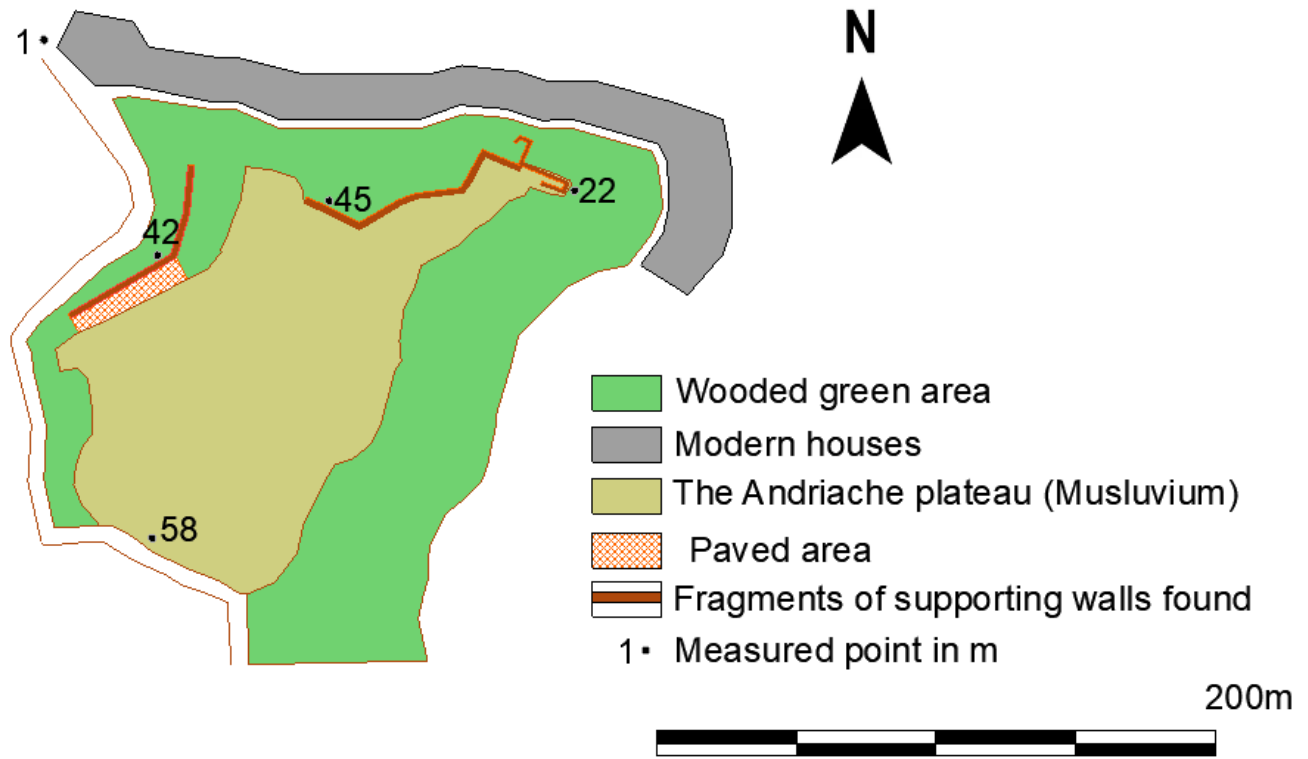 N
1
45
22
42
58
Wooded green area
Modern houses
The Andriache plateau (Musluvium)
Paved area
Fragments of supporting walls found
1 Measured point in m
200m